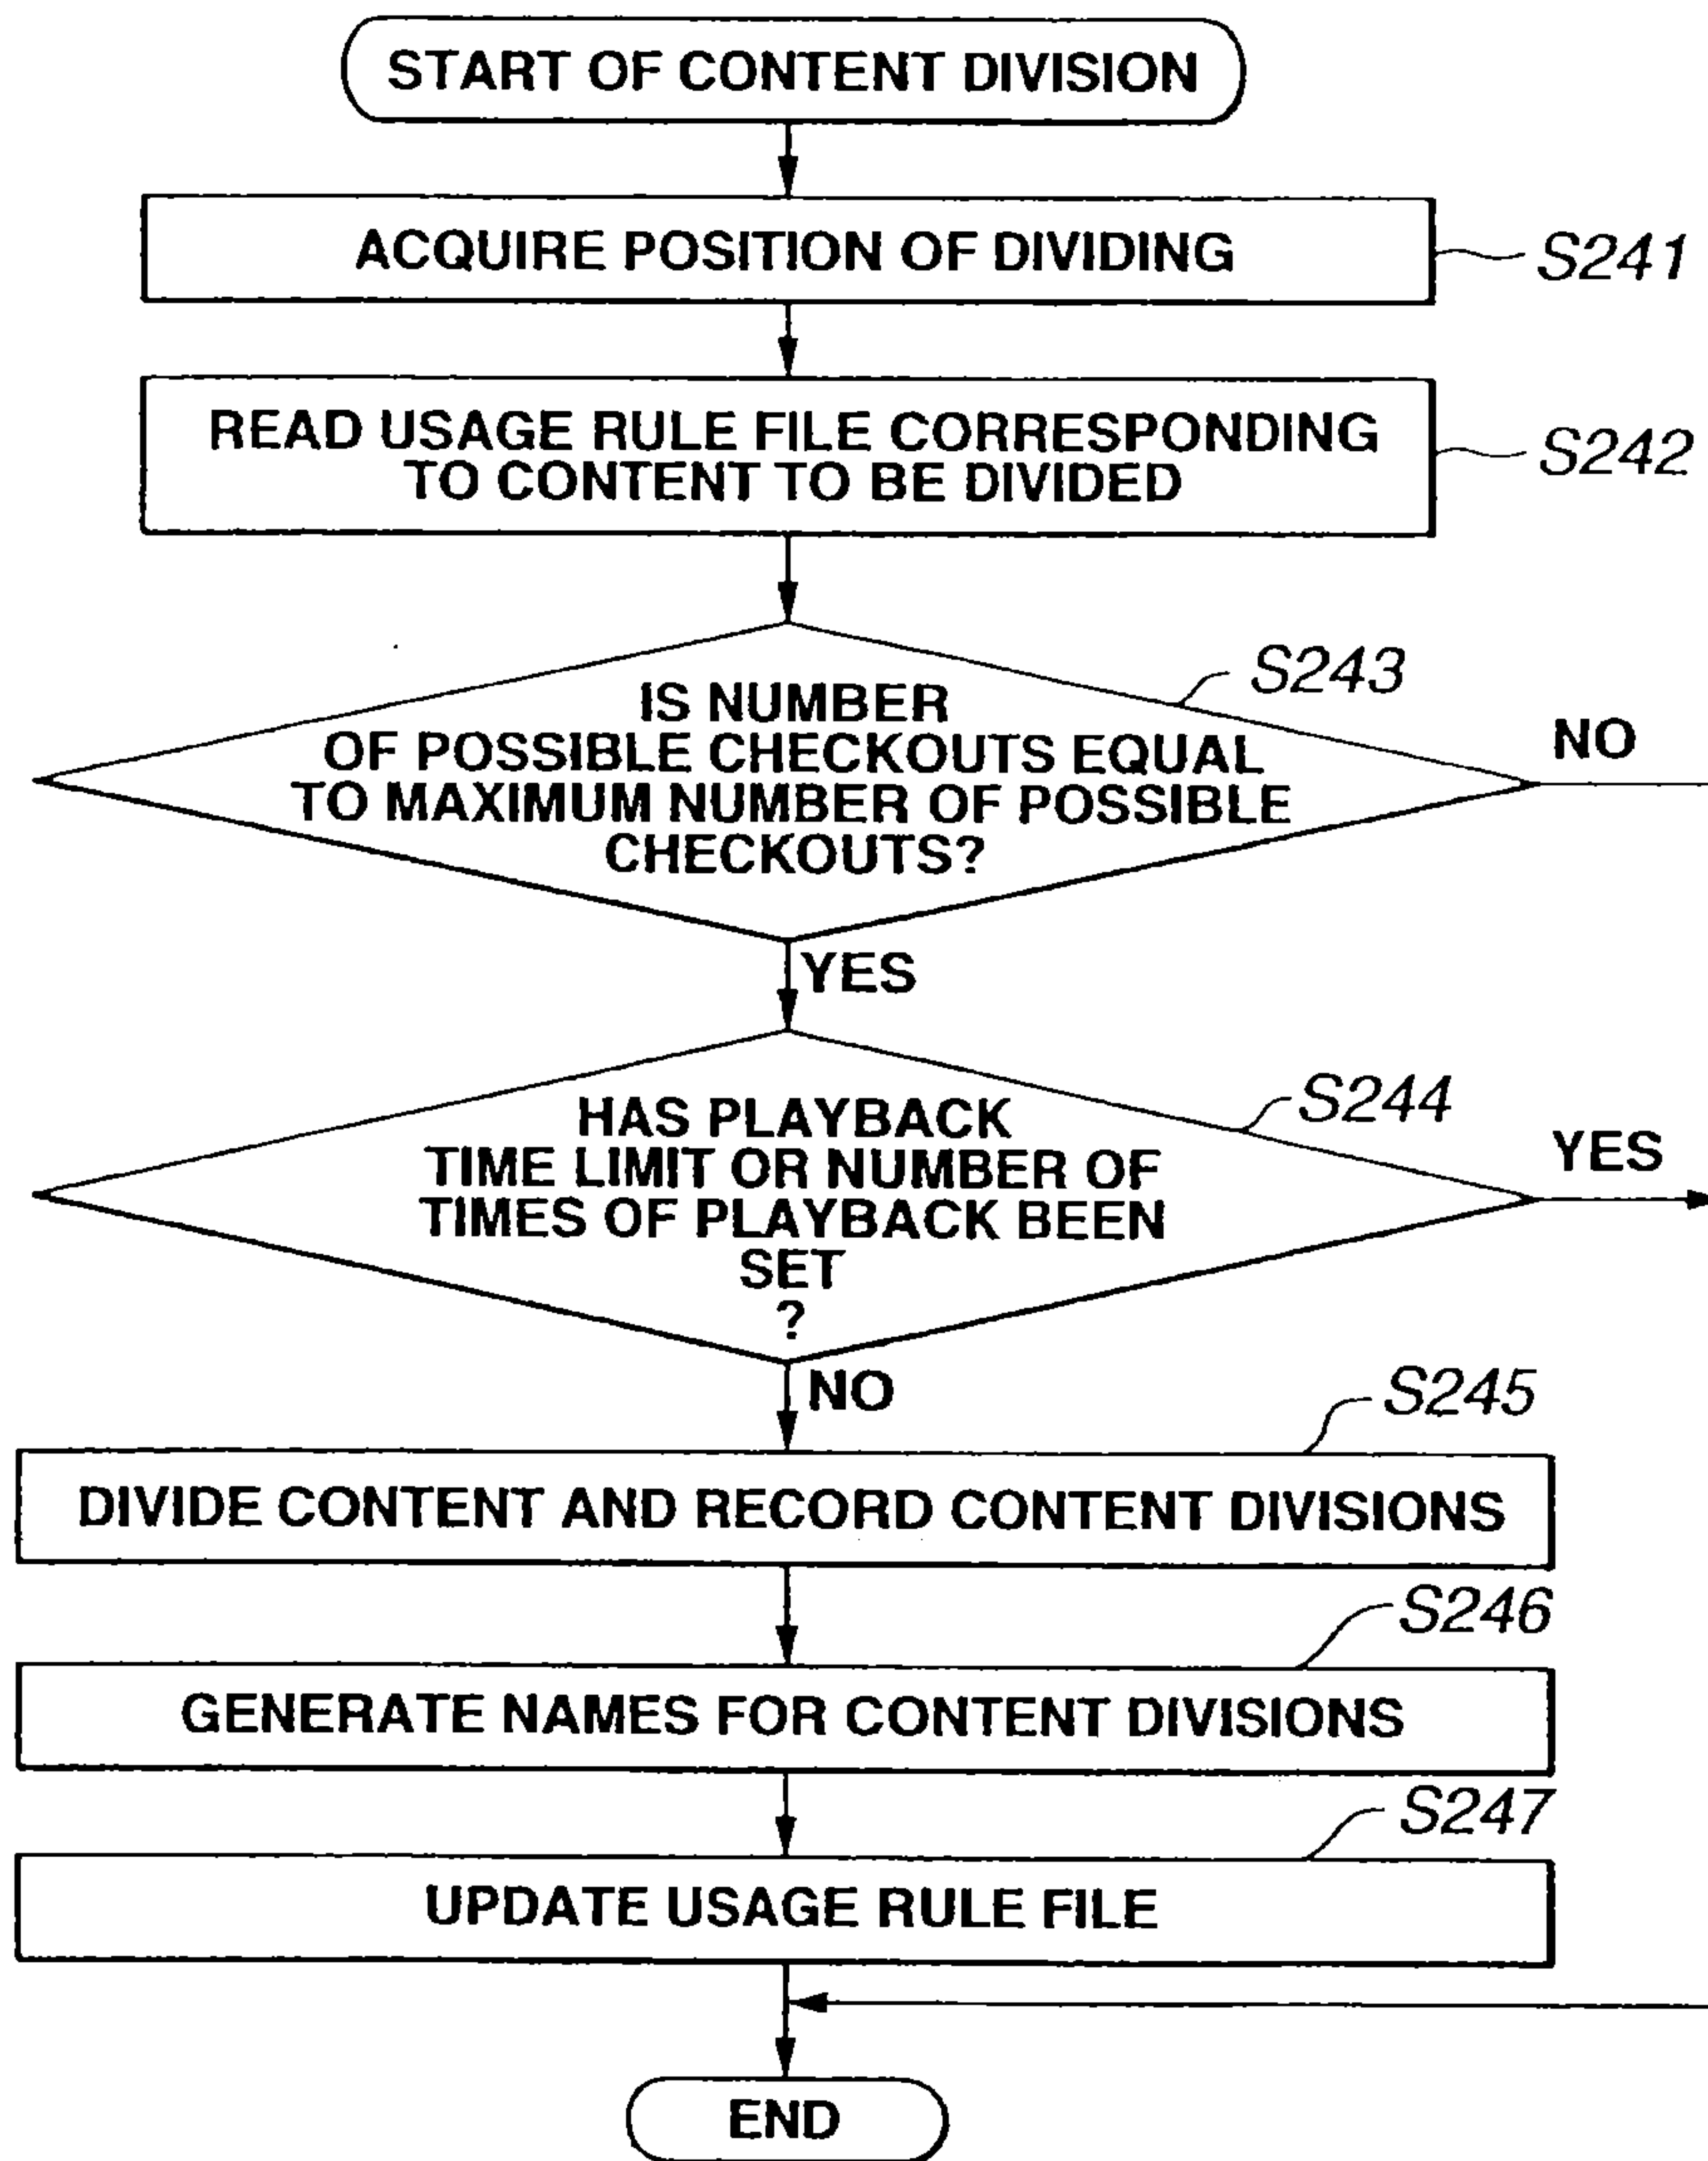 START OF CONTENT DIVISION
ACQUIRE POSITION OF DIVIDING
S241
READ USAGE RULE FILE CORRESPONDING
TO CONTENT TO BE DIVIDED
S242
S243
IS NUMBER
OF POSSIBLE CHECKOUTS EQUAL
TO MAXIMUM NUMBER OF POSSIBLE
CHECKOUTS?
NO
YES
S244
HAS PLAYBACK
TIME LIMIT OR NUMBER OF
TIMES OF PLAYBACK BEEN
SET
?
YES
NO
S245
DIVIDE CONTENT AND RECORD CONTENT DIVISIONS
S246
GENERATE NAMES FOR CONTENT DIVISIONS
S247
UPDATE USAGE RULE FILE
END